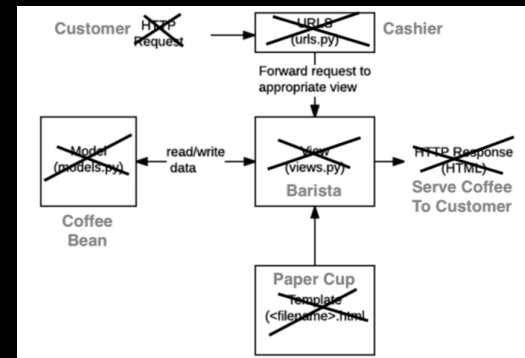 Customer
HTTP
Request
URLS
(urls.py)
Cashier
Forward request to
appropriate view
Model
(models.py)
read/write
data
View
(views.py)
Barista
HTTP Response
(HTML)
Serve Coffee
To Customer
Coffee
Bean
Paper Cup
Template
(<filename>.html